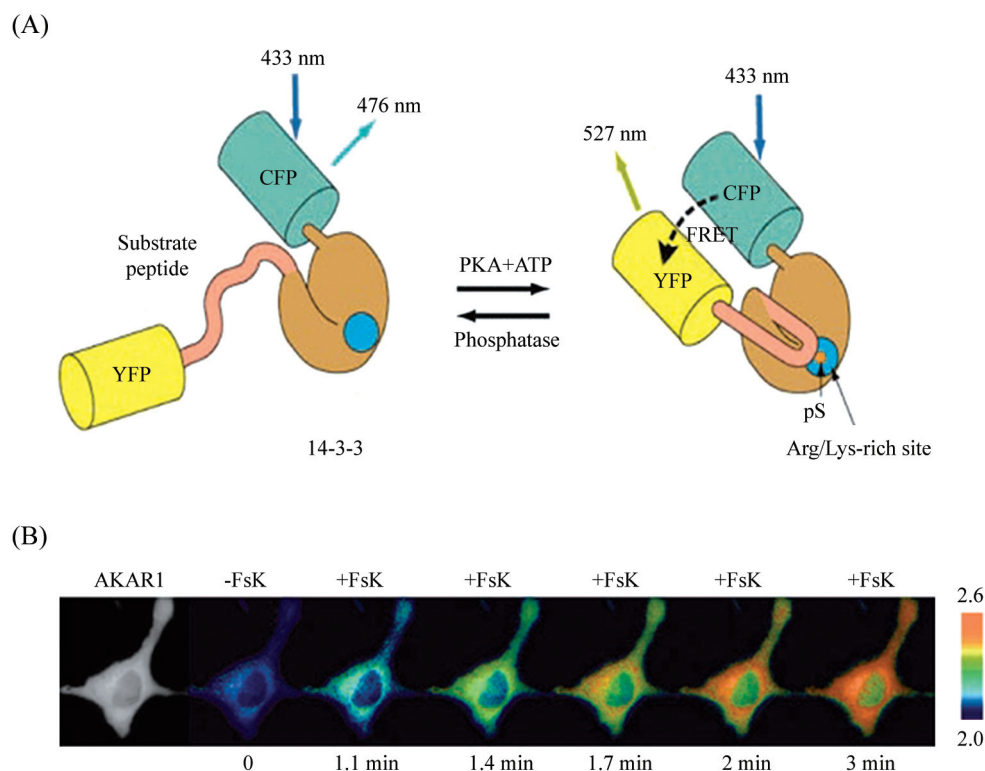 (A)
433 nm
476 nm
CFP
Substrate
peptide
YFP
14-3-3
PKA+ATP
Phosphatase
433 nm
527 nm
CFP
FRET
YFP
pS
Arg/Lys-rich site
(B)
AKAR1 -FsK +FsK +FsK +FsK +FsK +FsK
2.6
2.0
0 1.1 min 1.4 min 1.7 min 2 min 3 min